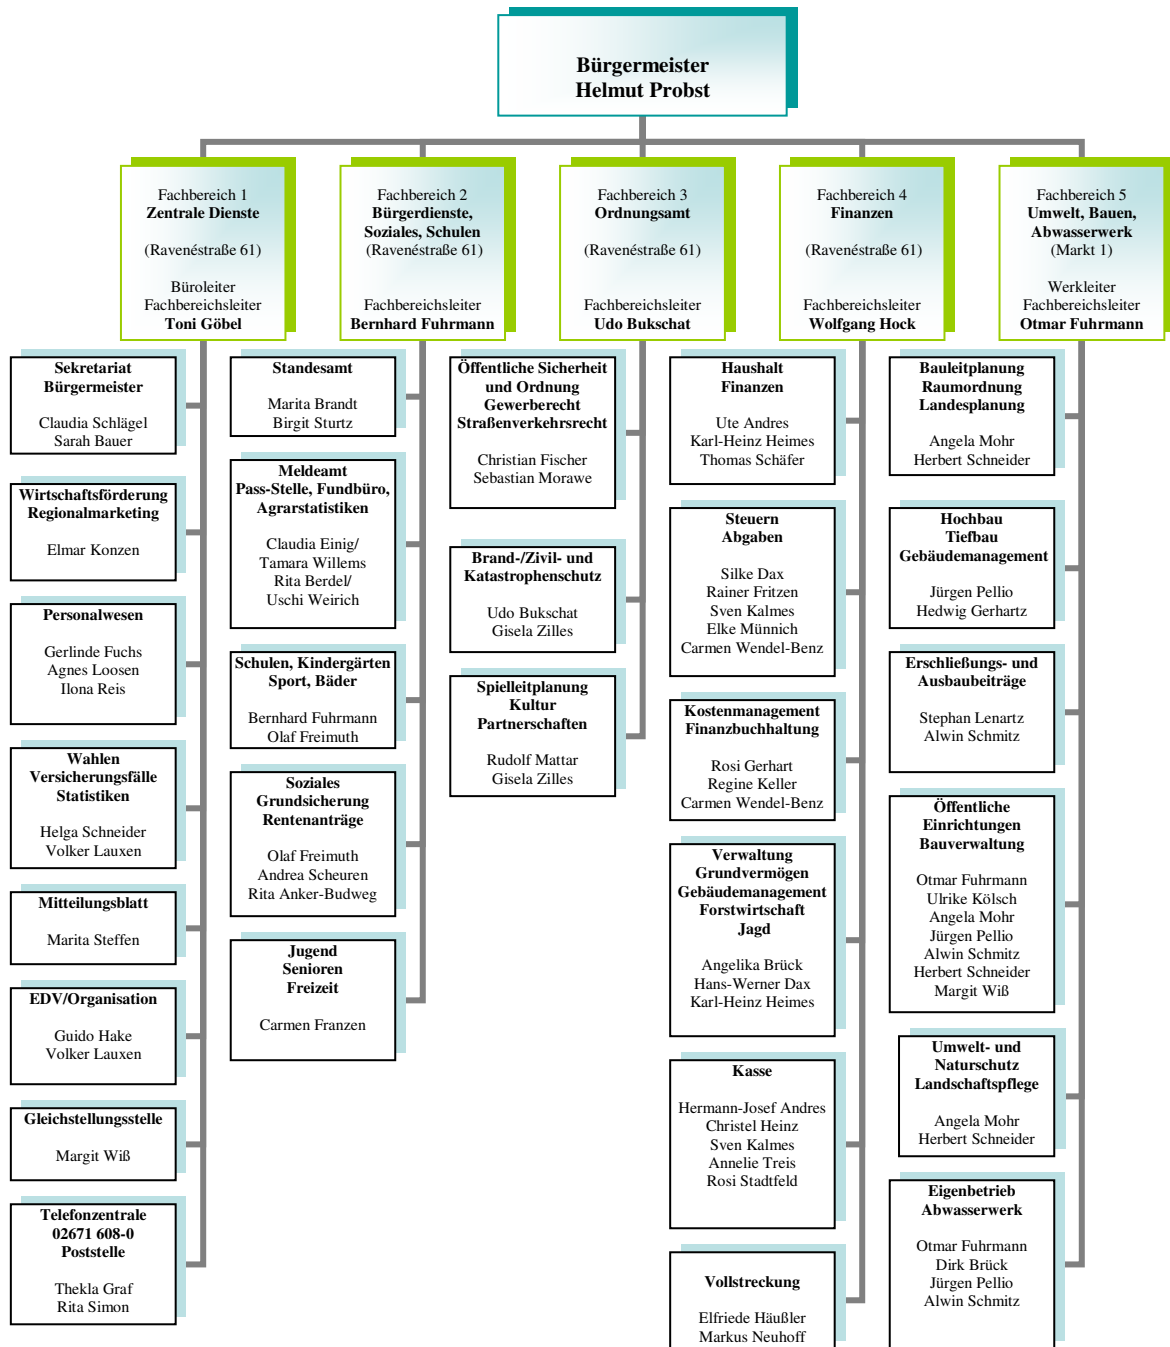 Bürgermeister
Helmut Probst
Fachbereich 1
Zentrale Dienste
(Ravenéstraße 61)
Büroleiter
Fachbereichsleiter
Toni Göbel
Fachbereich 2
Bürgerdienste,
Soziales, Schulen
(Ravenéstraße 61)
Fachbereichsleiter
Bernhard Fuhrmann
Fachbereich 3
Ordnungsamt
(Ravenéstraße 61)
Fachbereichsleiter
Udo Bukschat
Fachbereich 4
Finanzen
(Ravenéstraße 61)
Fachbereichsleiter
Wolfgang Hock
Fachbereich 5
Umwelt, Bauen,
Abwasserwerk
(Markt 1)
Werkleiter
Fachbereichsleiter
Otmar Fuhrmann
Sekretariat
Bürgermeister
Claudia Schlägel
Sarah Bauer
Wirtschaftsförderung
Regionalmarketing
Elmar Konzen
Personalwesen
Gerlinde Fuchs
Agnes Loosen
Ilona Reis
Wahlen
Versicherungsfälle
Statistiken
Helga Schneider
Volker Lauxen
Mitteilungsblatt
Marita Steffen
EDV/Organisation
Guido Hake
Volker Lauxen
Gleichstellungsstelle
Margit Wiß
Telefonzentrale
02671 608-0
Poststelle
Thekla Graf
Rita Simon
Standesamt
Marita Brandt
Birgit Sturtz
Meldeamt
Pass-Stelle, Fundbüro,
Agrarstatistiken
Claudia Einig/
Tamara Willems
Rita Berdel/
Uschi Weirich
Schulen, Kindergärten
Sport, Bäder
Bernhard Fuhrmann
Olaf Freimuth
Soziales
Grundsicherung
Rentenanträge
Olaf Freimuth
Andrea Scheuren
Rita Anker-Budweg
Jugend
Senioren
Freizeit
Carmen Franzen
Öffentliche Sicherheit
und Ordnung
Gewerberecht
Straßenverkehrsrecht
Christian Fischer
Sebastian Morawe
Brand-/Zivil- und
Katastrophenschutz
Udo Bukschat
Gisela Zilles
Spielleitplanung
Kultur
Partnerschaften
Rudolf Mattar
Gisela Zilles
Haushalt
Finanzen
Ute Andres
Karl-Heinz Heimes
Thomas Schäfer
Steuern
Abgaben
Silke Dax
Rainer Fritzen
Sven Kalmes
Elke Münnich
Carmen Wendel-Benz
Kostenmanagement
Finanzbuchhaltung
Rosi Gerhart
Regine Keller
Carmen Wendel-Benz
Verwaltung
Grundvermögen
Gebäudemanagement
Forstwirtschaft
Jagd
Angelika Brück
Hans-Werner Dax
Karl-Heinz Heimes
Kasse
Hermann-Josef Andres
Christel Heinz
Sven Kalmes
Annelie Treis
Rosi Stadtfeld
Vollstreckung
Elfriede Häußler
Markus Neuhoff
Bauleitplanung
Raumordnung
Landesplanung
Angela Mohr
Herbert Schneider
Hochbau
Tiefbau
Gebäudemanagement
Jürgen Pellio
Hedwig Gerhartz
Erschließungs- und
Ausbaubeiträge
Stephan Lenartz
Alwin Schmitz
Öffentliche
Einrichtungen
Bauverwaltung
Otmar Fuhrmann
Ulrike Kölsch
Angela Mohr
Jürgen Pellio
Alwin Schmitz
Herbert Schneider
Margit Wiß
Umwelt- und
Naturschutz
Landschaftspflege
Angela Mohr
Herbert Schneider
Eigenbetrieb
Abwasserwerk
Otmar Fuhrmann
Dirk Brück
Jürgen Pellio
Alwin Schmitz